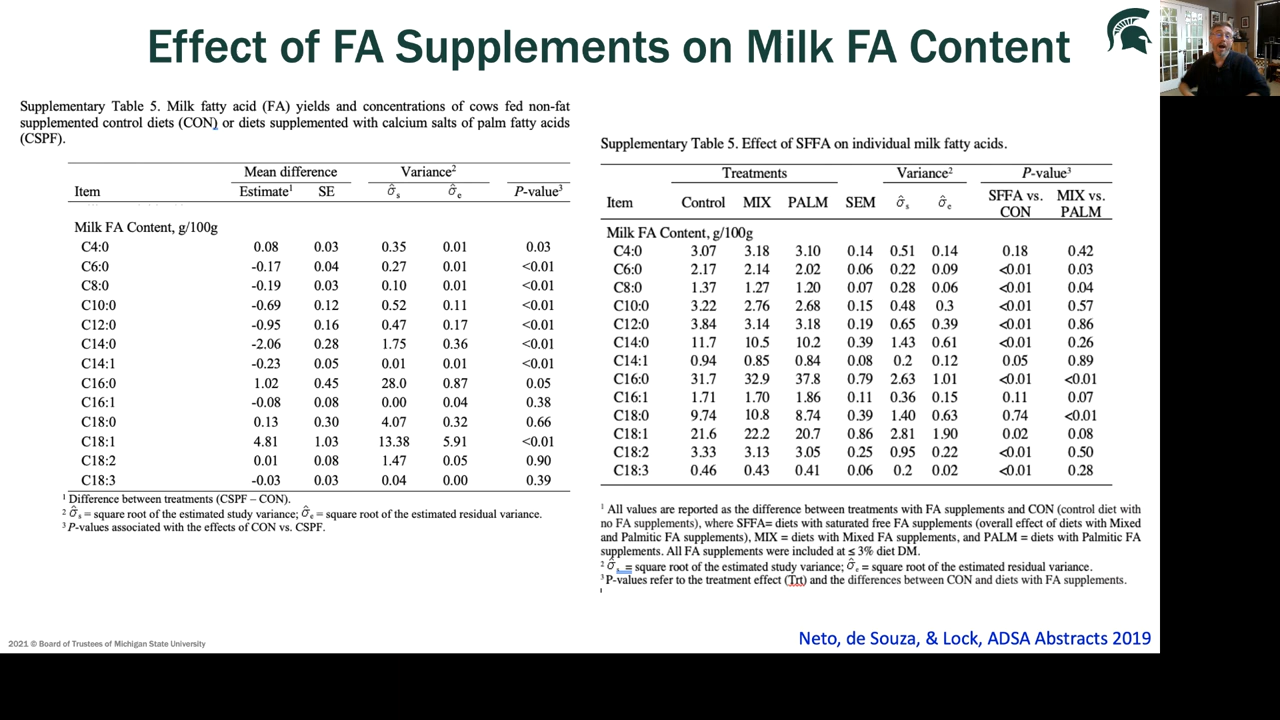 Effect of FA Supplements on Milk FA Content
Supplementary Table 5. Milk fatty acid (FA) yields and concentrations of cows fed non-fat
supplemented control diets (CON) or diets supplemented with calcium salts of palm fatty acids
(CSPF).
Mean difference Variance²
Item Estimate¹ SE σ̂s σ̂e P-value³
Milk FA Content, g/100g
C4:0 0.08 0.03 0.35 0.01 0.03
C6:0 -0.17 0.04 0.27 0.01 <0.01
C8:0 -0.19 0.03 0.10 0.01 <0.01
C10:0 -0.69 0.12 0.52 0.11 <0.01
C12:0 -0.95 0.16 0.47 0.17 <0.01
C14:0 -2.06 0.28 1.75 0.36 <0.01
C14:1 -0.23 0.05 0.01 0.01 <0.01
C16:0 1.02 0.45 28.0 0.87 0.05
C16:1 -0.08 0.08 0.00 0.04 0.38
C18:0 0.13 0.30 4.07 0.32 0.66
C18:1 4.81 1.03 13.38 5.91 <0.01
C18:2 0.01 0.08 1.47 0.05 0.90
C18:3 -0.03 0.03 0.04 0.00 0.39
¹ Difference between treatments (CSPF – CON).
² σ̂s = square root of the estimated study variance; σ̂e = square root of the estimated residual variance.
³ P-values associated with the effects of CON vs. CSPF.
Supplementary Table 5. Effect of SFFA on individual milk fatty acids.
Treatments Variance² P-value³
Item Control MIX PALM SEM σ̂s σ̂e SFFA vs. CON MIX vs. PALM
Milk FA Content, g/100g
C4:0 3.07 3.18 3.10 0.14 0.51 0.14 0.18 0.42
C6:0 2.17 2.14 2.02 0.06 0.22 0.09 <0.01 0.03
C8:0 1.37 1.27 1.20 0.07 0.28 0.06 <0.01 0.04
C10:0 3.22 2.76 2.68 0.15 0.48 0.3 <0.01 0.57
C12:0 3.84 3.14 3.18 0.19 0.65 0.39 <0.01 0.86
C14:0 11.7 10.5 10.2 0.39 1.43 0.61 <0.01 0.26
C14:1 0.94 0.85 0.84 0.08 0.2 0.12 0.05 0.89
C16:0 31.7 32.9 37.8 0.79 2.63 1.01 <0.01 <0.01
C16:1 1.71 1.70 1.86 0.11 0.36 0.15 0.11 0.07
C18:0 9.74 10.8 8.74 0.39 1.40 0.63 0.74 <0.01
C18:1 21.6 22.2 20.7 0.86 2.81 1.90 0.02 0.08
C18:2 3.33 3.13 3.05 0.25 0.95 0.22 <0.01 0.50
C18:3 0.46 0.43 0.41 0.06 0.2 0.02 <0.01 0.28
¹ All values are reported as the difference between treatments with FA supplements and CON (control diet with
no FA supplements), where SFFA= diets with saturated free FA supplements (overall effect of diets with Mixed
and Palmitic FA supplements), MIX = diets with Mixed FA supplements, and PALM = diets with Palmitic FA
supplements. All FA supplements were included at ≤ 3% diet DM.
² σ̂s = square root of the estimated study variance; σ̂e = square root of the estimated residual variance.
³ P-values refer to the treatment effect (Trt) and the differences between CON and diets with FA supplements.
2021 © Board of Trustees of Michigan State University
Neto, de Souza, & Lock, ADSA Abstracts 2019